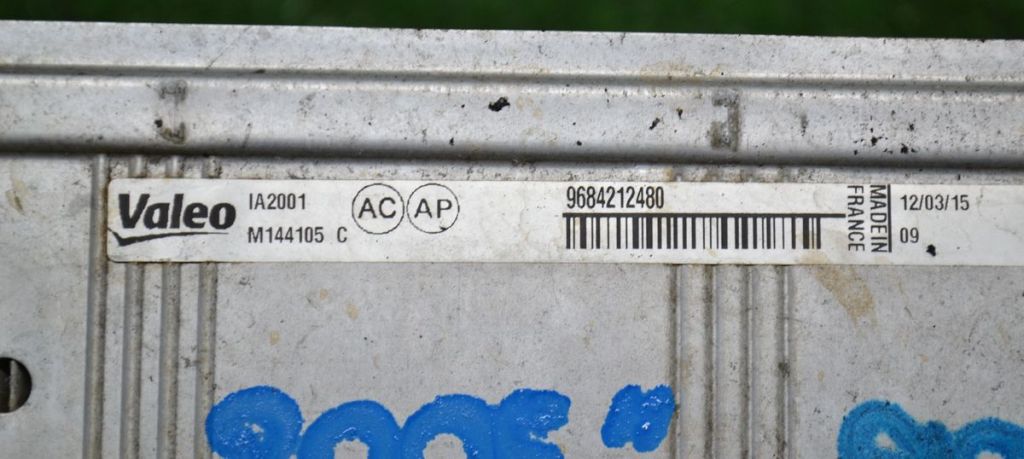 Valeo
IA2001
M144105 C
AC AP
9684212480
MADE IN
FRANCE
12/03/15
09